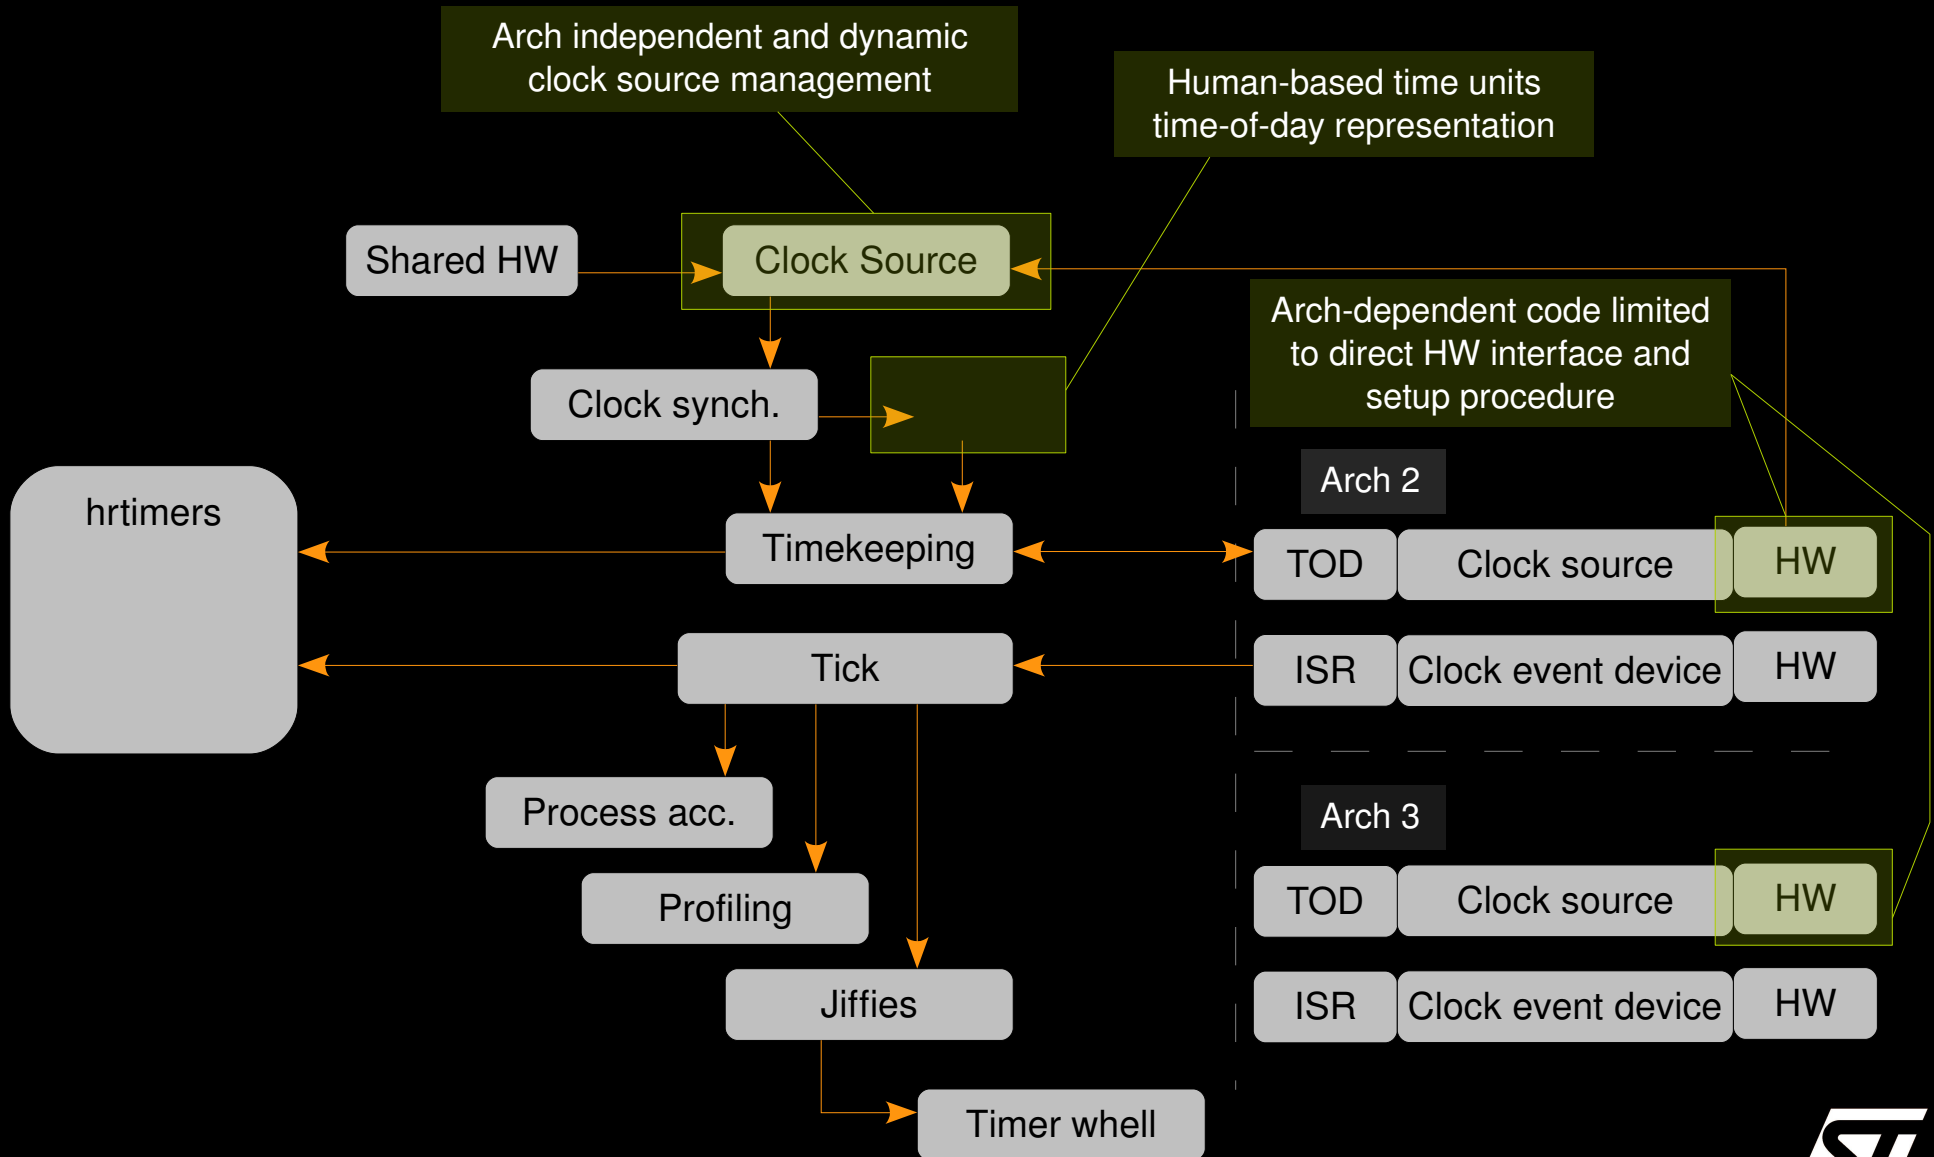 Arch independent and dynamic
clock source management
Human-based time units
time-of-day representation
Shared HW
Clock Source
Arch-dependent code limited
to direct HW interface and
setup procedure
Clock synch.
Arch 2
hrtimers
Timekeeping
TOD
Clock source
HW
Tick
ISR
Clock event device
HW
Process acc.
Arch 3
Profiling
TOD
Clock source
HW
Jiffies
ISR
Clock event device
HW
Timer whell
ST